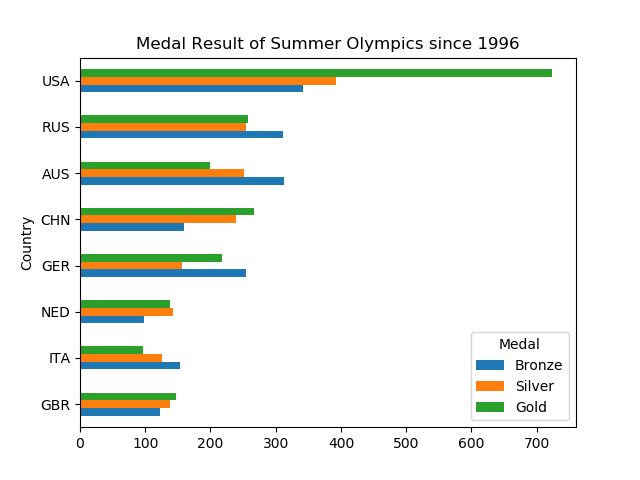 Medal Result of Summer Olympics since 1996
USA
RUS
AUS
CHN
GER
NED
ITA
GBR
Country
Medal
Bronze
Silver
Gold
0 100 200 300 400 500 600 700